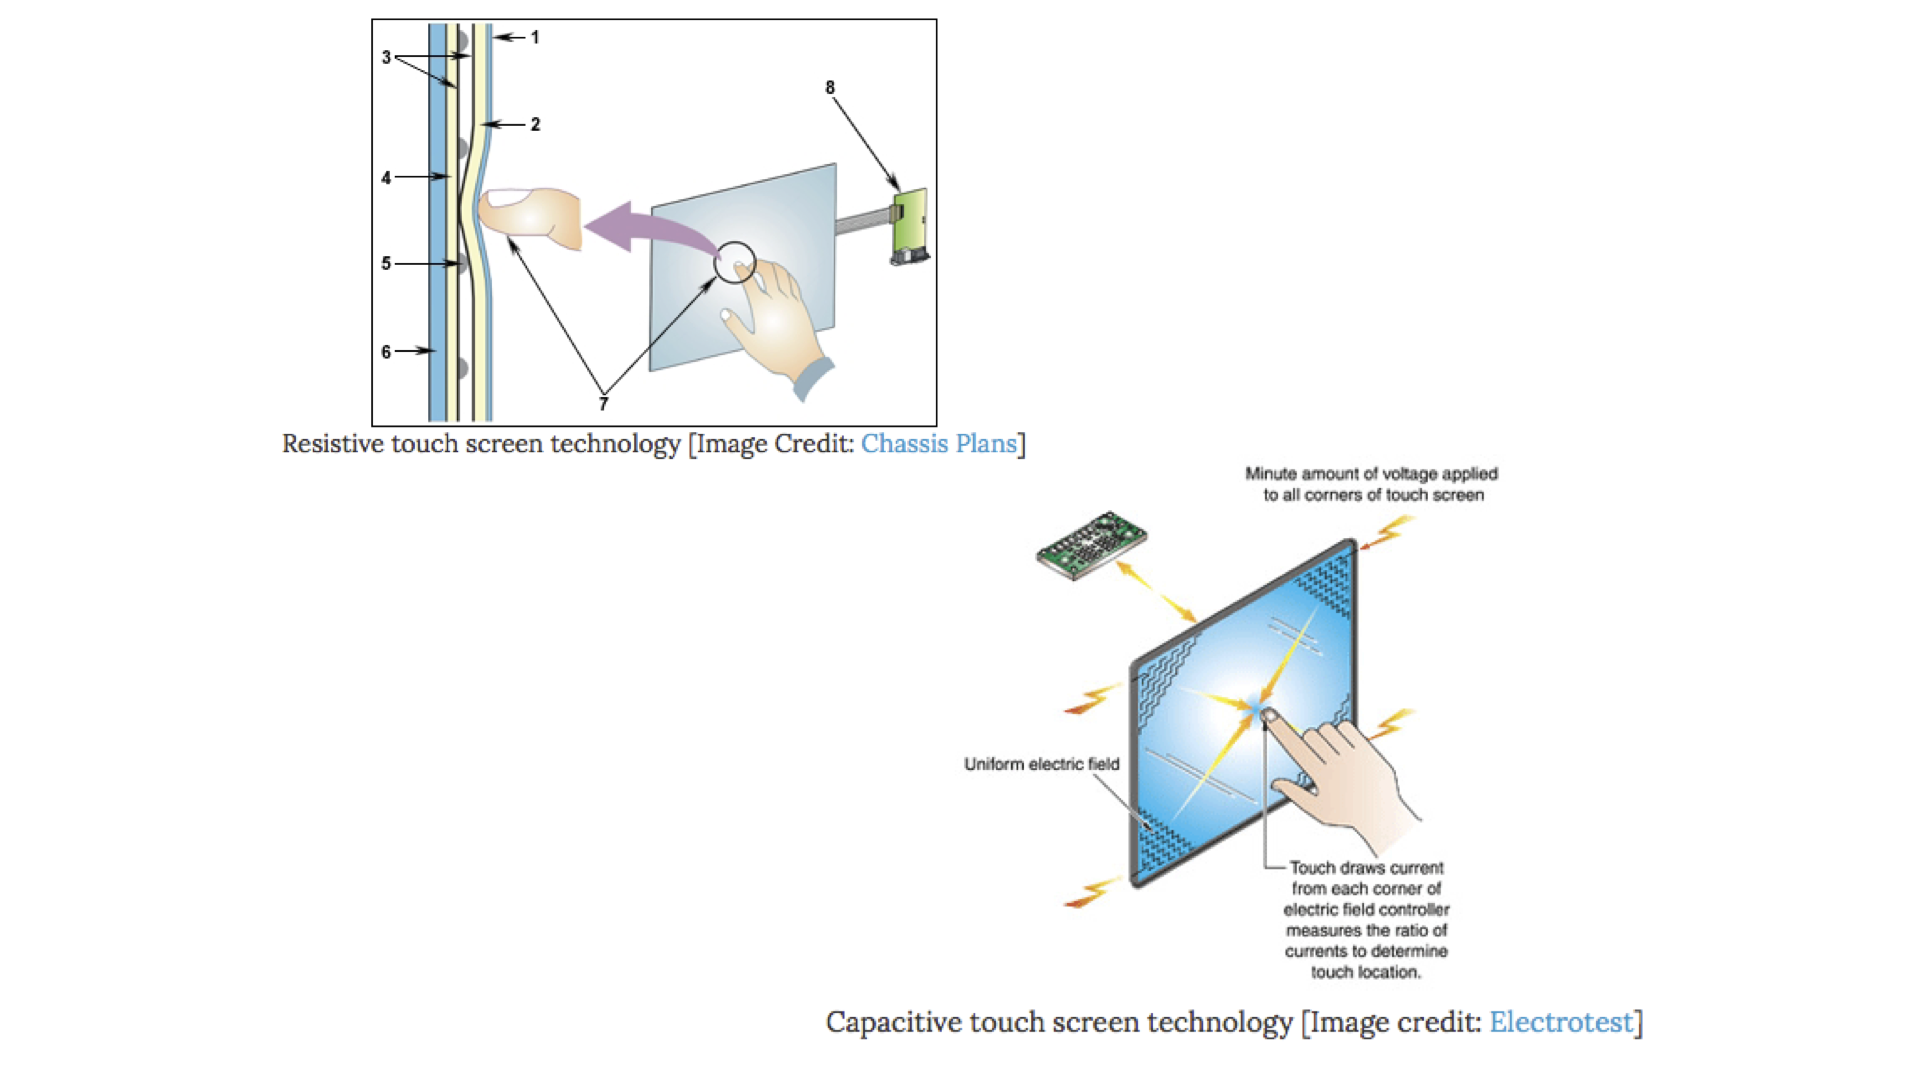 1
3
8
2
4
5
6
7
Resistive touch screen technology [Image Credit: Chassis Plans]
Minute amount of voltage applied
to all corners of touch screen
Uniform electric field
Touch draws current
from each corner of
electric field controller
measures the ratio of
currents to determine
touch location.
Capacitive touch screen technology [Image credit: Electrotest]